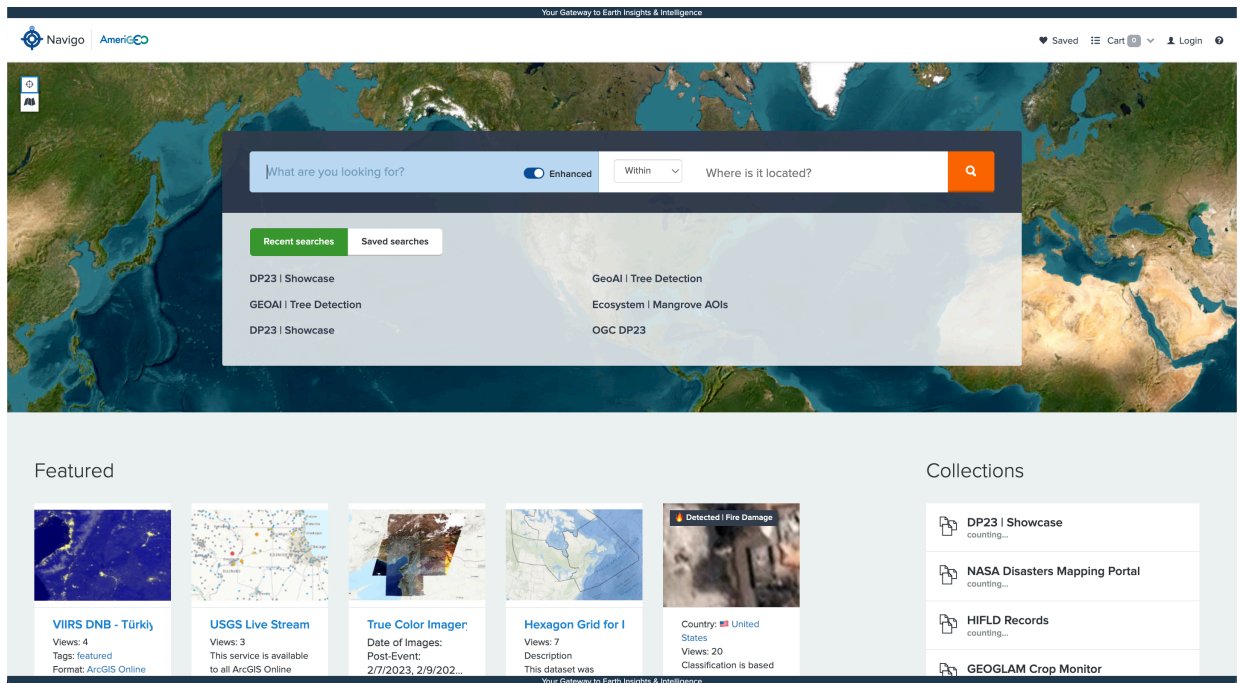 Your Gateway to Earth Insights & Intelligence
Navigo
AmeriGEO
Saved
Cart 0
Login
What are you looking for?
Enhanced
Within
Where is it located?
Recent searches
Saved searches
DP23 | Showcase
GeoAI | Tree Detection
GEOAI | Tree Detection
Ecosystem | Mangrove AOIs
DP23 | Showcase
OGC DP23
Featured
Collections
VIIRS DNB - Türkiy
Views: 4
Tags: featured
Format: ArcGIS Online
USGS Live Stream
Views: 3
This service is available
to all ArcGIS Online
True Color Imager
Date of Images:
Post-Event:
2/7/2023, 2/9/202...
Hexagon Grid for I
Views: 7
Description
This dataset was
🔥 Detected | Fire Damage
Country: 🇺🇸 United
States
Views: 20
Classification is based
DP23 | Showcase
counting...
NASA Disasters Mapping Portal
counting...
HIFLD Records
counting...
GEOGLAM Crop Monitor
Your Gateway to Earth Insights & Intelligence